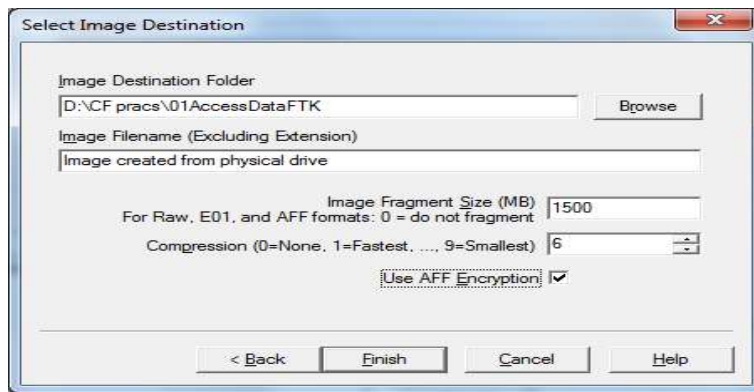 Select Image Destination
Image Destination Folder
D:\CF pracs\01AccessDataFTK
Browse
Image Filename (Excluding Extension)
Image created from physical drive
Image Fragment Size (MB)
For Raw, E01, and AFF formats: 0 = do not fragment
1500
Compression (0=None, 1=Fastest, ..., 9=Smallest)
6
Use AFF Encryption
< Back
Finish
Cancel
Help